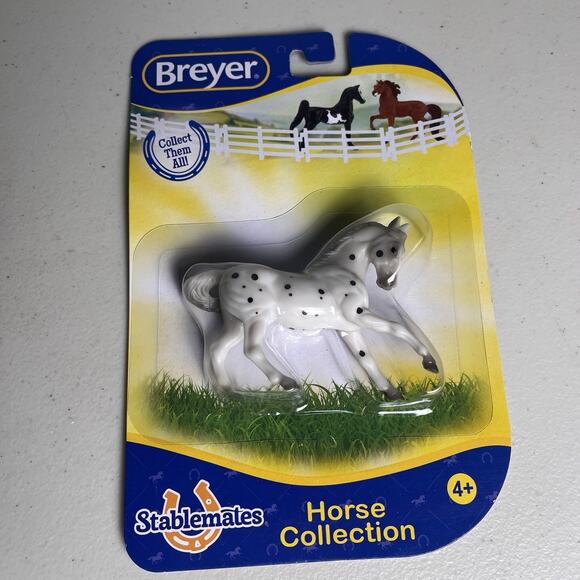 Breyer®
Collect
Them
All!
4+
Stablemates
Horse
Collection